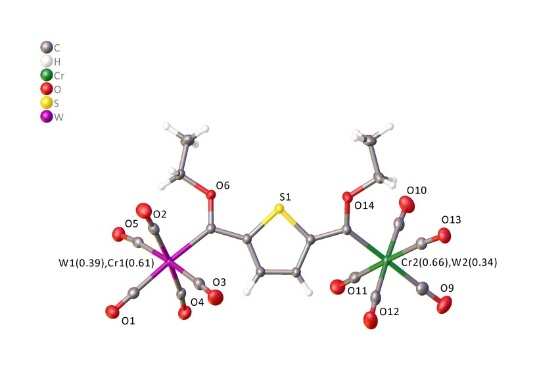 C
H
Cr
O
S
W
O6
S1
O14
O10
O2
O5
O13
W1(0.39),Cr1(0.61)
Cr2(0.66),W2(0.34)
O3
O11
O9
O4
O1
O12